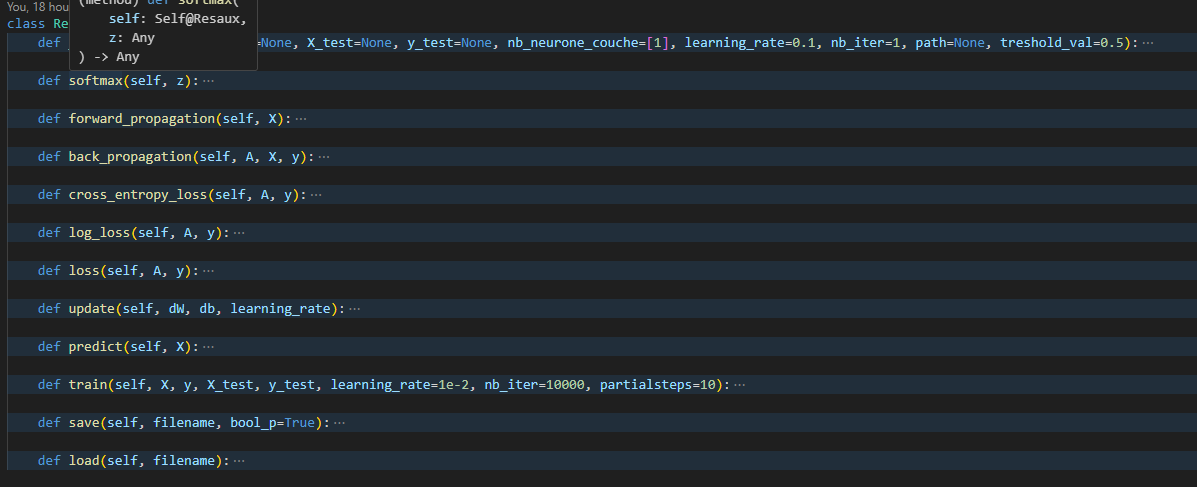 You, 18 hou
(method) def softmax(
class Re
self: Self@Resaux,
z: Any
) -> Any
def =None, X_test=None, y_test=None, nb_neurone_couche=[1], learning_rate=0.1, nb_iter=1, path=None, treshold_val=0.5):···
def softmax(self, z):···
def forward_propagation(self, X):···
def back_propagation(self, A, X, y):···
def cross_entropy_loss(self, A, y):···
def log_loss(self, A, y):···
def loss(self, A, y):···
def update(self, dW, db, learning_rate):···
def predict(self, X):···
def train(self, X, y, X_test, y_test, learning_rate=1e-2, nb_iter=10000, partialsteps=10):···
def save(self, filename, bool_p=True):···
def load(self, filename):···